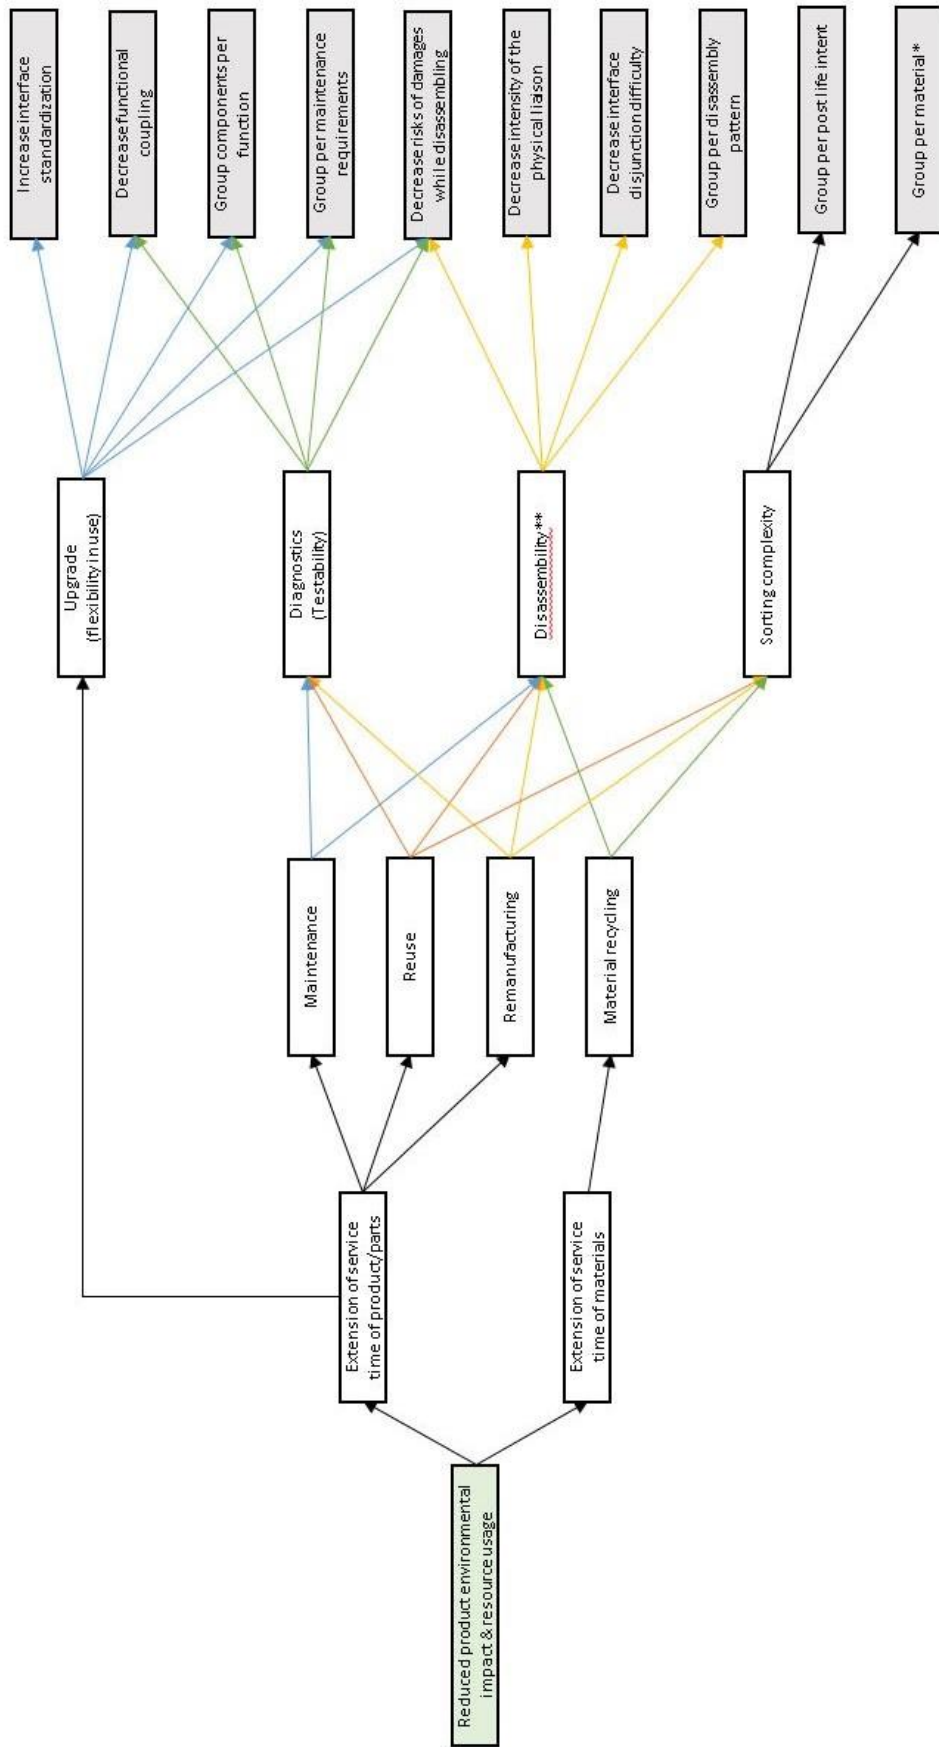 Reduced product environmental
impact & resource usage
Extension of service
time of product/parts
Extension of service
time of materials
Maintenance
Reuse
Remanufacturing
Material recycling
Upgrade
(flexibility in use)
Diagnostics
(Testability)
Disassembility**
Sorting complexity
Increase interface
standardization
Decrease functional
coupling
Group components per
function
Group per maintenance
requirements
Decrease risks of damages
while disassembling
Decrease intensity of the
physical liaison
Decrease interface
disjunction difficulty
Group per disassembly
pattern
Group per post life intent
Group per material*